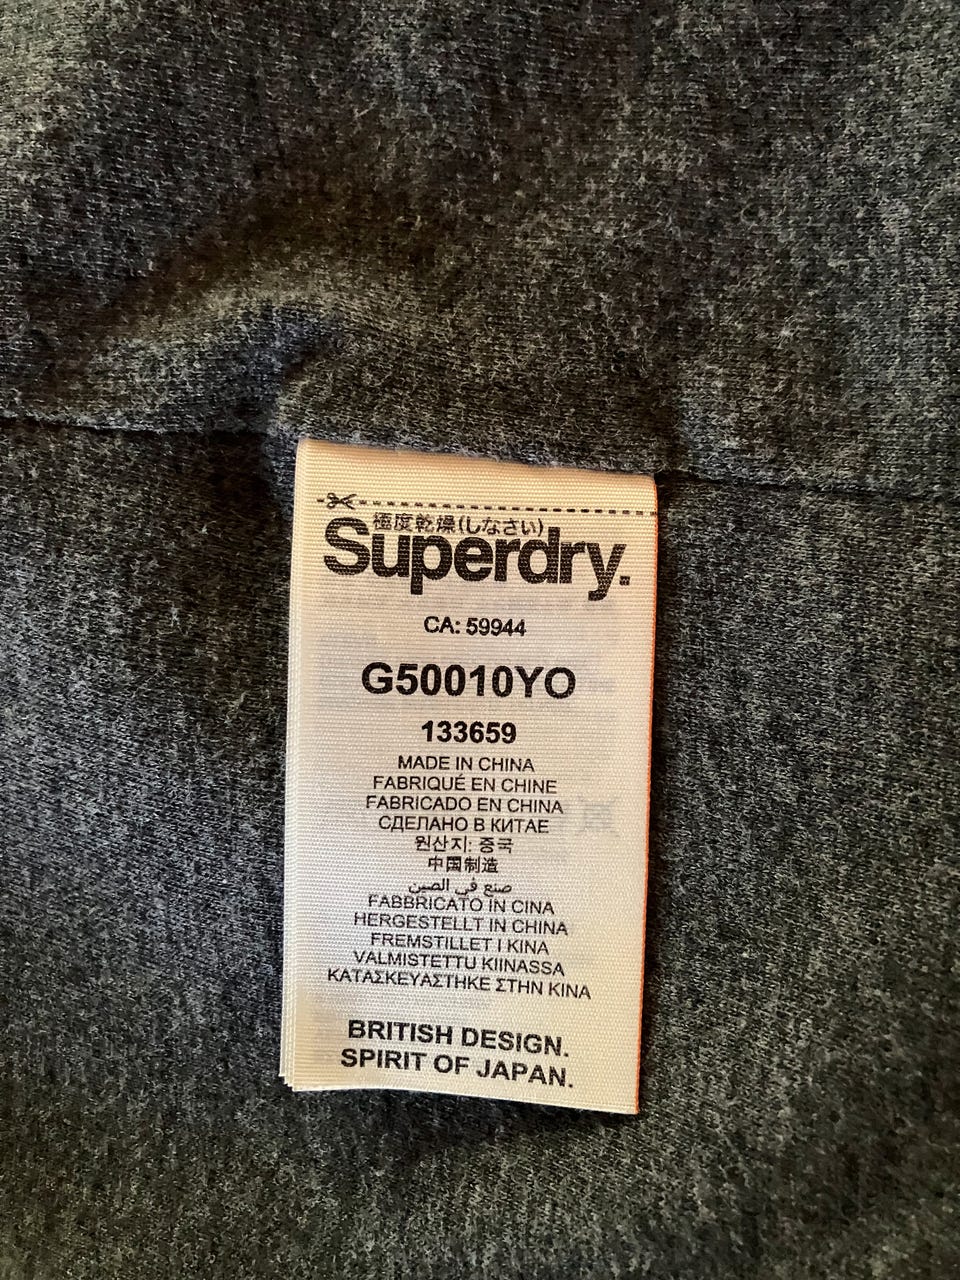 極度乾燥(しなさい)
Superdry.
CA: 59944
G50010YO
133659
MADE IN CHINA
FABRIQUÉ EN CHINE
FABRICADO EN CHINA
СДЕЛАНО В КИТАЕ
원산지: 중국
中国制造
صنع في الصين
FABBRICATO IN CINA
HERGESTELLT IN CHINA
FREMSTILLET I KINA
VALMISTETTU KIINASSA
ΚΑΤΑΣΚΕΥΑΣΤΗΚΕ ΣΤΗΝ ΚΙΝΑ
BRITISH DESIGN.
SPIRIT OF JAPAN.